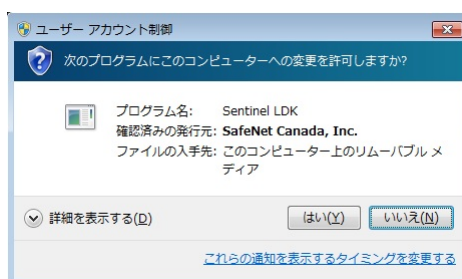 ユーザー アカウント制御
次のプログラムにこのコンピューターへの変更を許可しますか?
プログラム名: Sentinel LDK
確認済みの発行元: SafeNet Canada, Inc.
ファイルの入手先: このコンピューター上のリムーバブル メ
ディア
詳細を表示する(D)
はい(Y)
いいえ(N)
これらの通知を表示するタイミングを変更する